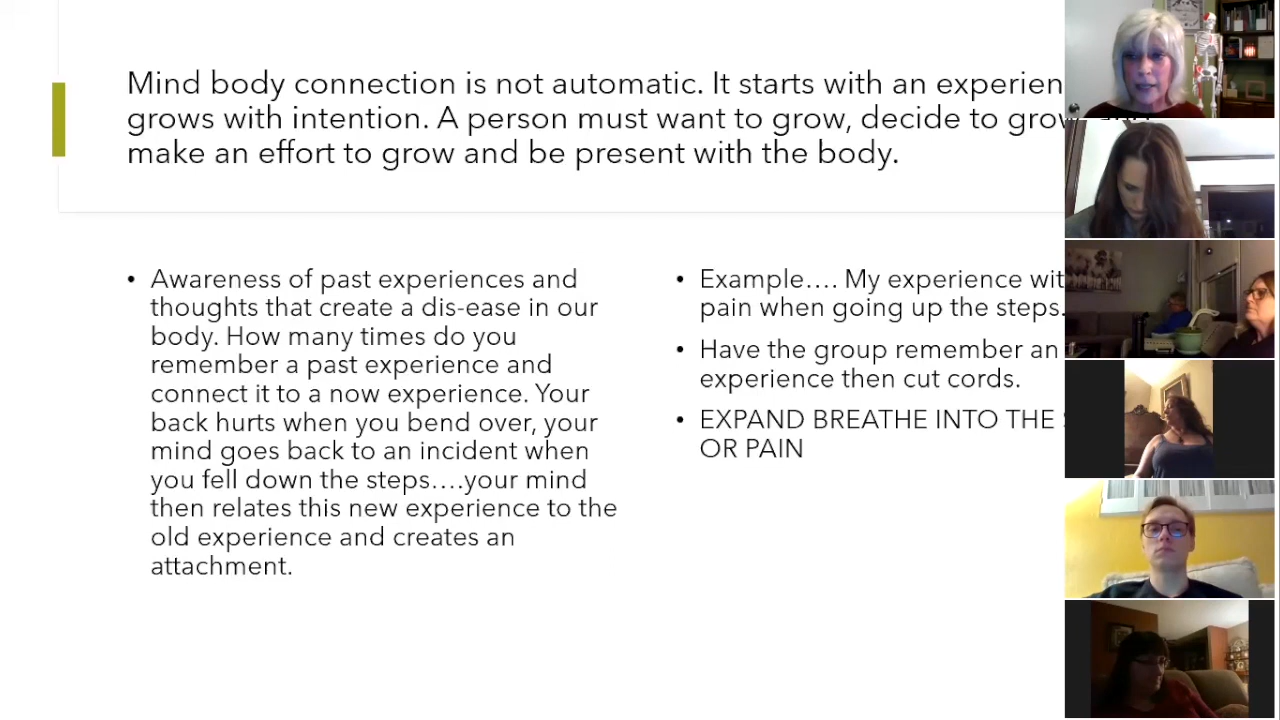 Mind body connection is not automatic. It starts with an experien
grows with intention. A person must want to grow, decide to grow, and
make an effort to grow and be present with the body.
• Awareness of past experiences and
thoughts that create a dis-ease in our
body. How many times do you
remember a past experience and
connect it to a now experience. Your
back hurts when you bend over, your
mind goes back to an incident when
you fell down the steps….your mind
then relates this new experience to the
old experience and creates an
attachment.
• Example…. My experience wit
pain when going up the steps.
• Have the group remember an
experience then cut cords.
• EXPAND BREATHE INTO THE
OR PAIN